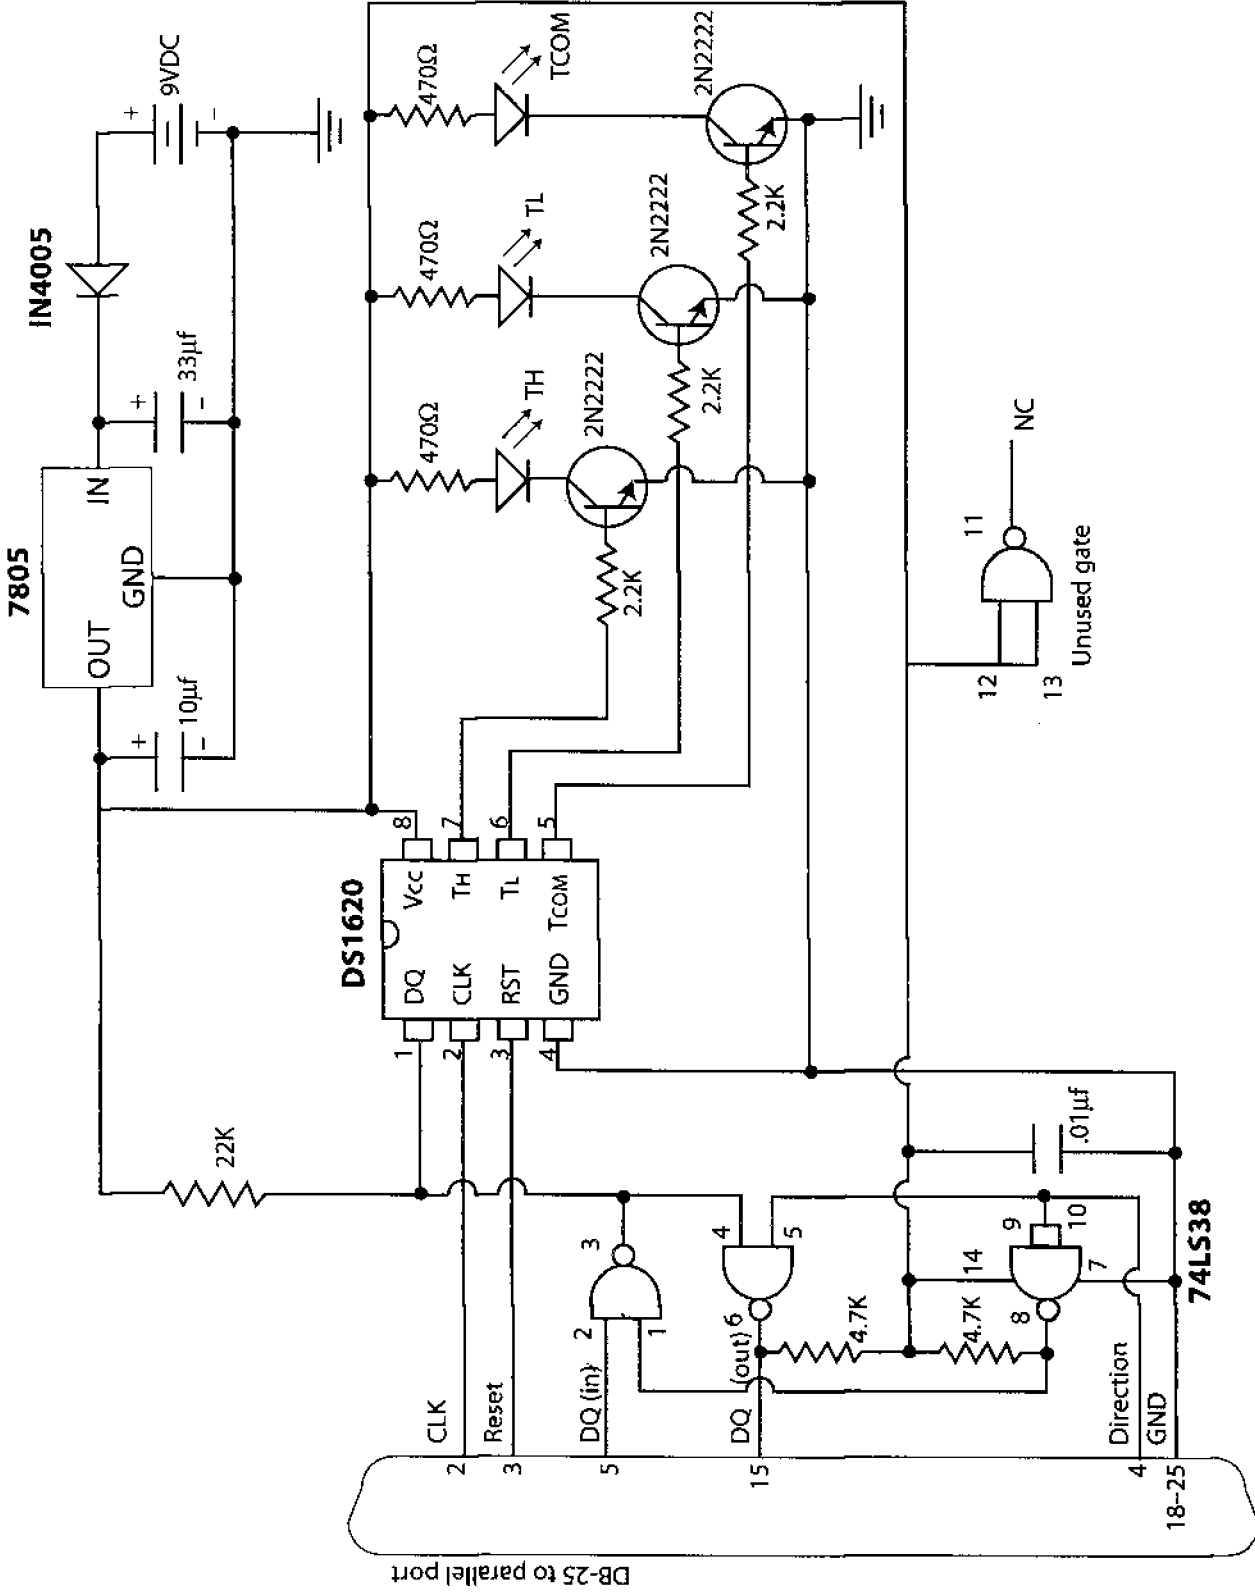 DB-25 to parallel port
CLK
2
Reset
3
DQ (in)
5
DQ
(out)
15
Direction
4
GND
18–25
2
1
3
4
5
6
4.7K
4.7K
14
9
10
8
7
74LS38
.01µf
22K
DS1620
1
DQ
2
CLK
3
RST
4
GND
8
Vcc
7
TH
6
TL
5
TCOM
10µf
+
–
7805
OUT
GND
IN
33µf
+
–
IN4005
+
–
9VDC
2.2K
2N2222
470Ω
TH
2.2K
2N2222
470Ω
TL
2.2K
2N2222
470Ω
TCOM
12
13
11
NC
Unused gate